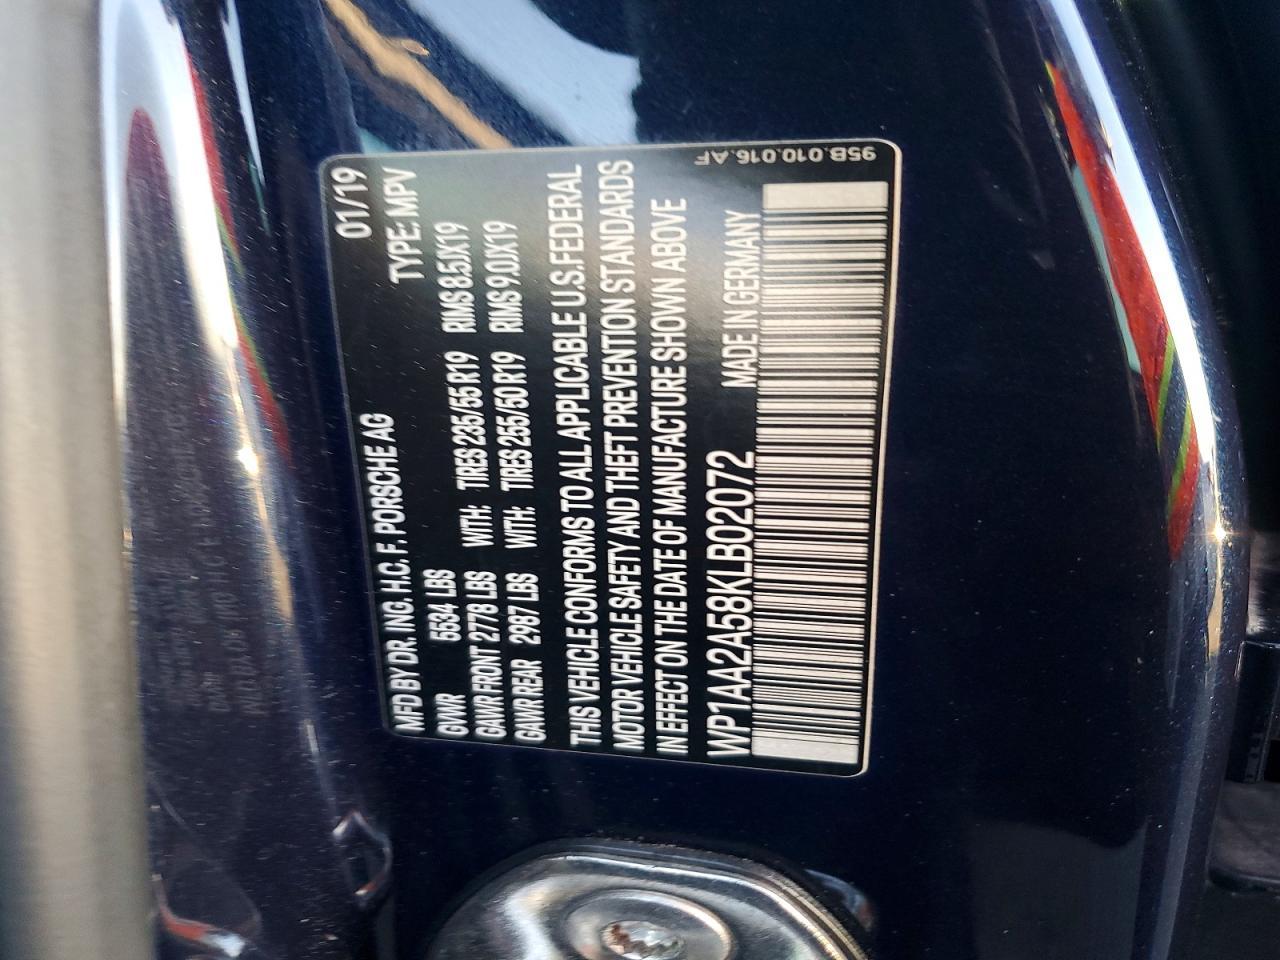 01/19
MFD BY DR. ING. H.C. F. PORSCHE AG TYPE: MPV
GVWR 5534 LBS
GAWR FRONT 2778 LBS WITH: TIRES 235/55 R19 RIMS 8.5JX19
GAWR REAR 2987 LBS WITH: TIRES 255/50 R19 RIMS 9.0JX19
THIS VEHICLE CONFORMS TO ALL APPLICABLE U.S. FEDERAL
MOTOR VEHICLE SAFETY AND THEFT PREVENTION STANDARDS
IN EFFECT ON THE DATE OF MANUFACTURE SHOWN ABOVE
WP1AA2A58KLB02072 MADE IN GERMANY
95B.010.016.AF